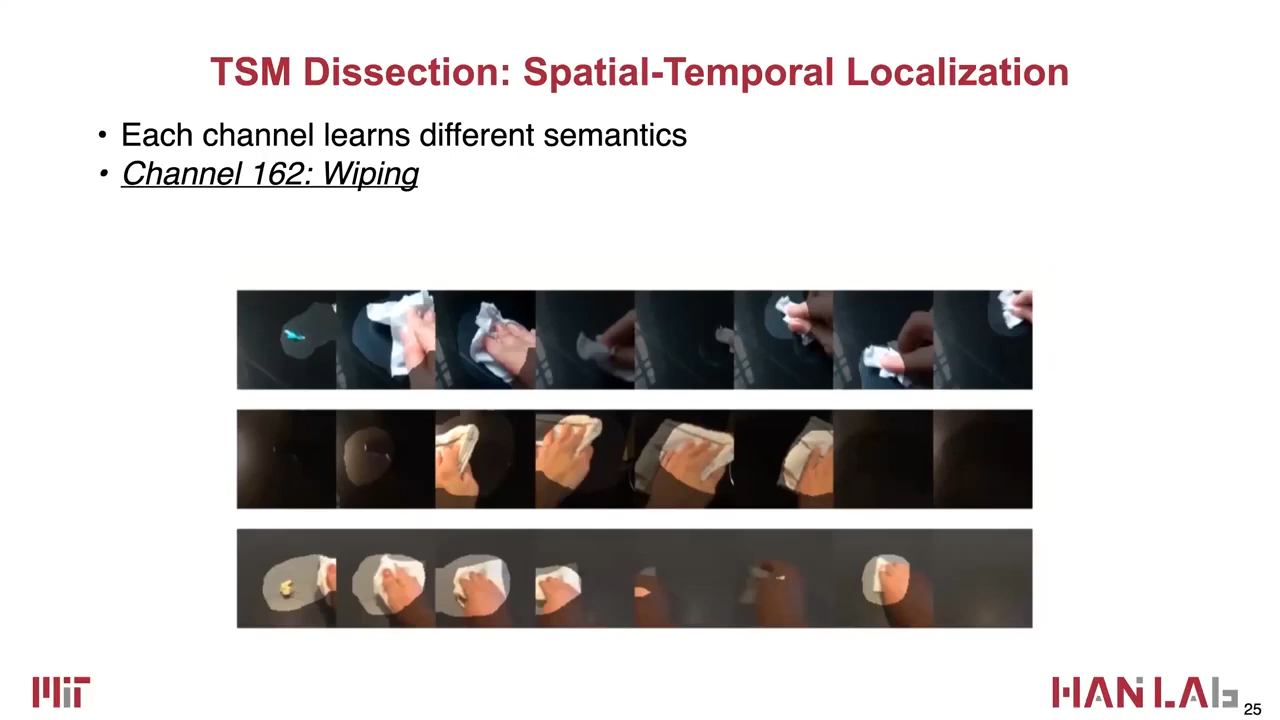 TSM Dissection: Spatial-Temporal Localization
• Each channel learns different semantics
• Channel 162: Wiping
MIT
HAN LAb
25